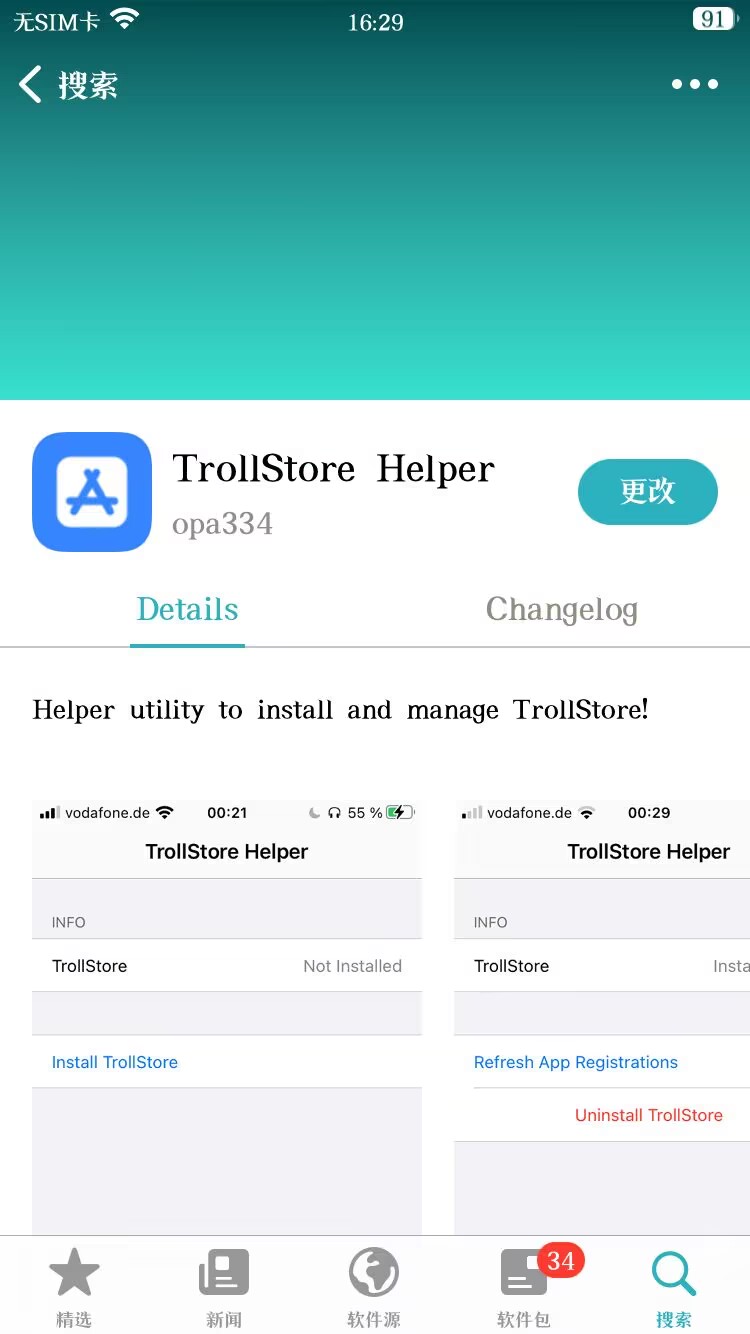 无SIM卡 16:29 91
搜索
TrollStore Helper
opa334
更改
Details Changelog
Helper utility to install and manage TrollStore!
vodafone.de 00:21 55 %
TrollStore Helper
INFO
TrollStore Not Installed
Install TrollStore
vodafone.de 00:29
TrollStore Helper
INFO
TrollStore Insta
Refresh App Registrations
Uninstall TrollStore
34
精选 新闻 软件源 软件包 搜索